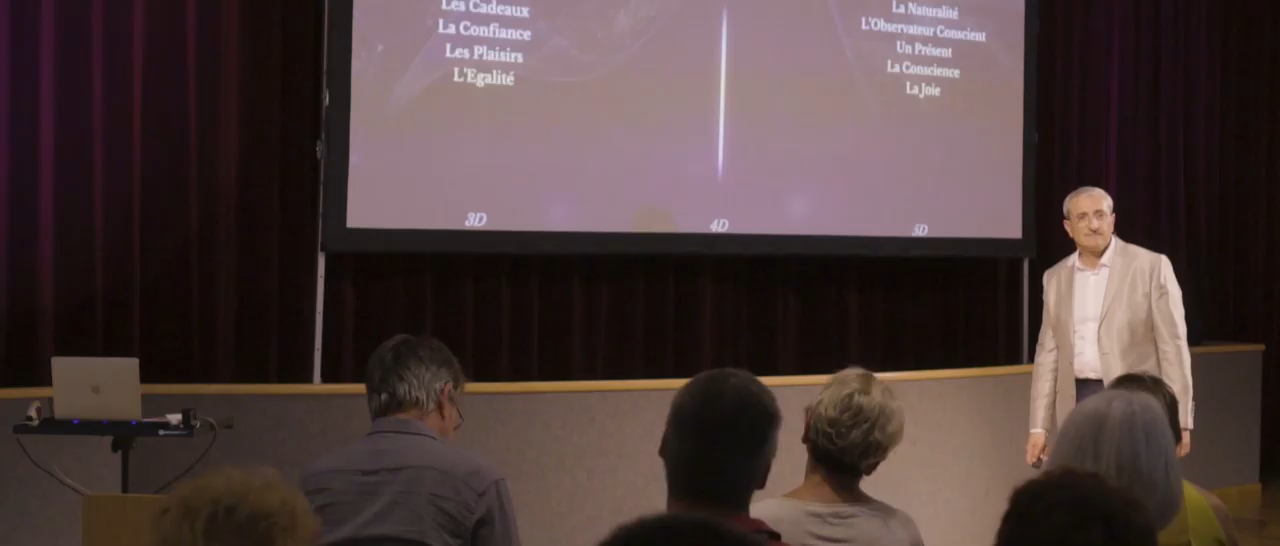 Les Cadeaux
La Confiance
Les Plaisirs
L'Egalité
La Naturalité
L'Observateur Conscient
Un Présent
La Conscience
La Joie
3D
4D
5D